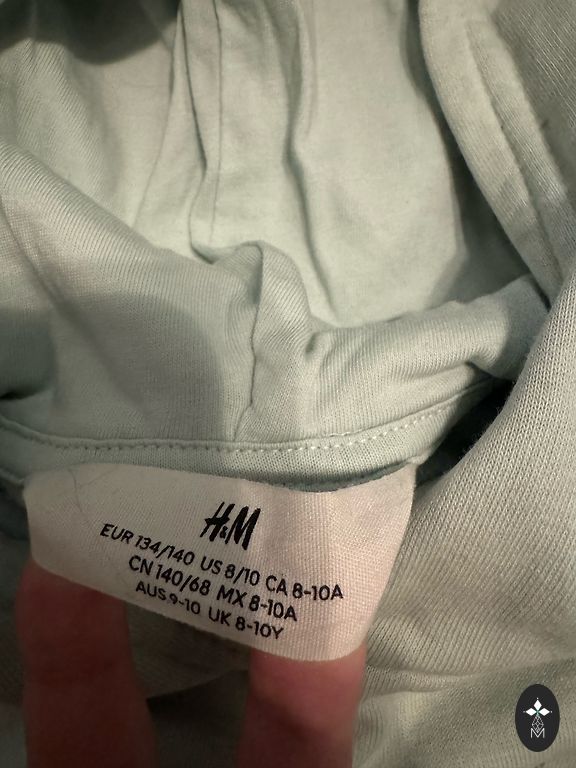 H&M
EUR 134/140 US 8/10 CA 8-10A
CN 140/68 MX 8-10A
AUS 9-10 UK 8-10Y
M